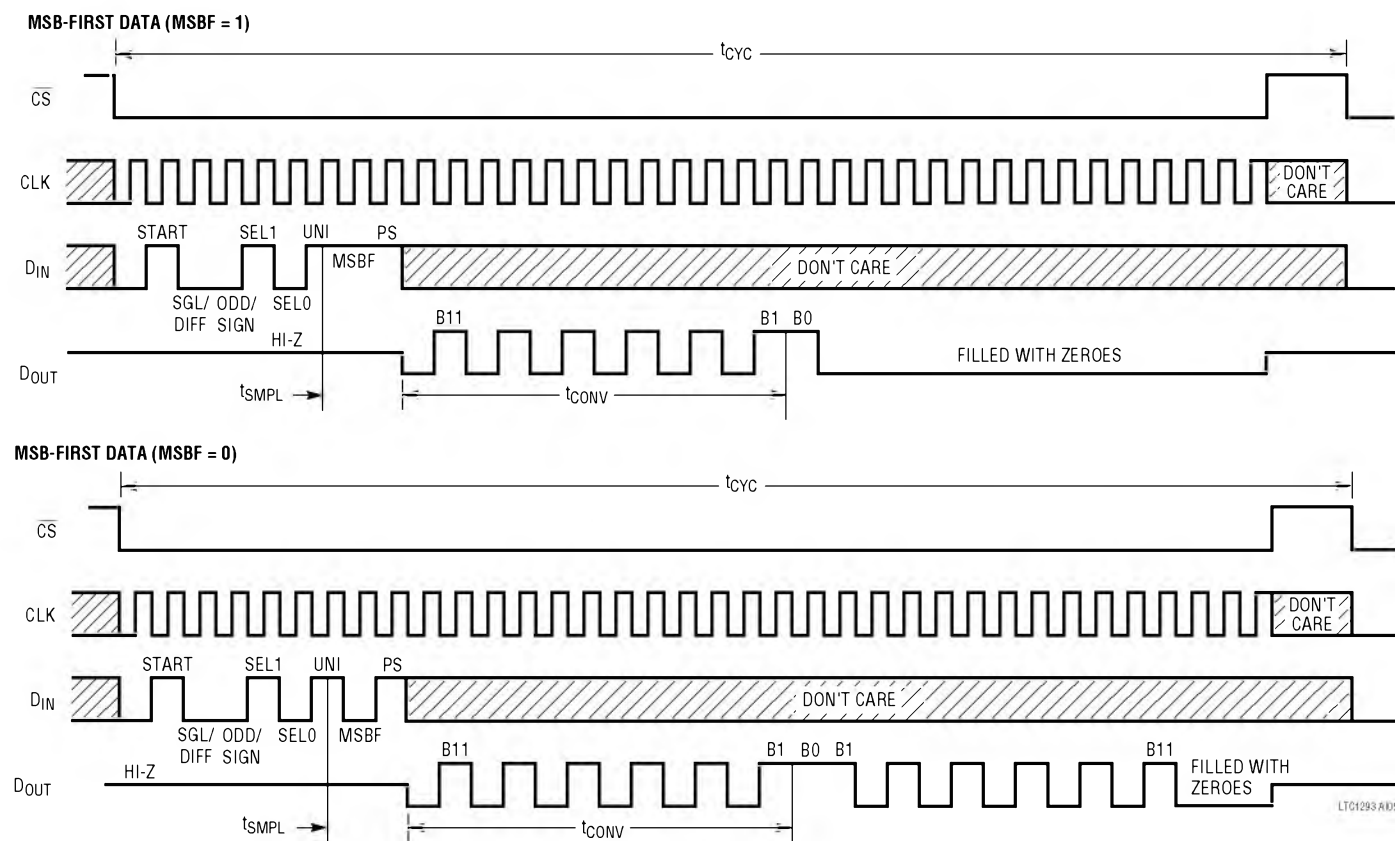 MSB-FIRST DATA (MSBF = 1)
tCYC
CS
CLK
DON'T
CARE
START
SEL1
UNI
PS
DIN
MSBF
DON'T CARE
SGL/
DIFF
ODD/
SIGN
SEL0
B11
B1
B0
HI-Z
FILLED WITH ZEROES
DOUT
tSMPL
tCONV
MSB-FIRST DATA (MSBF = 0)
tCYC
CS
CLK
DON'T
CARE
START
SEL1
UNI
PS
DIN
DON'T CARE
SGL/
DIFF
ODD/
SIGN
SEL0
MSBF
B11
B1
B0
B1
B11
FILLED WITH
ZEROES
HI-Z
DOUT
tSMPL
tCONV